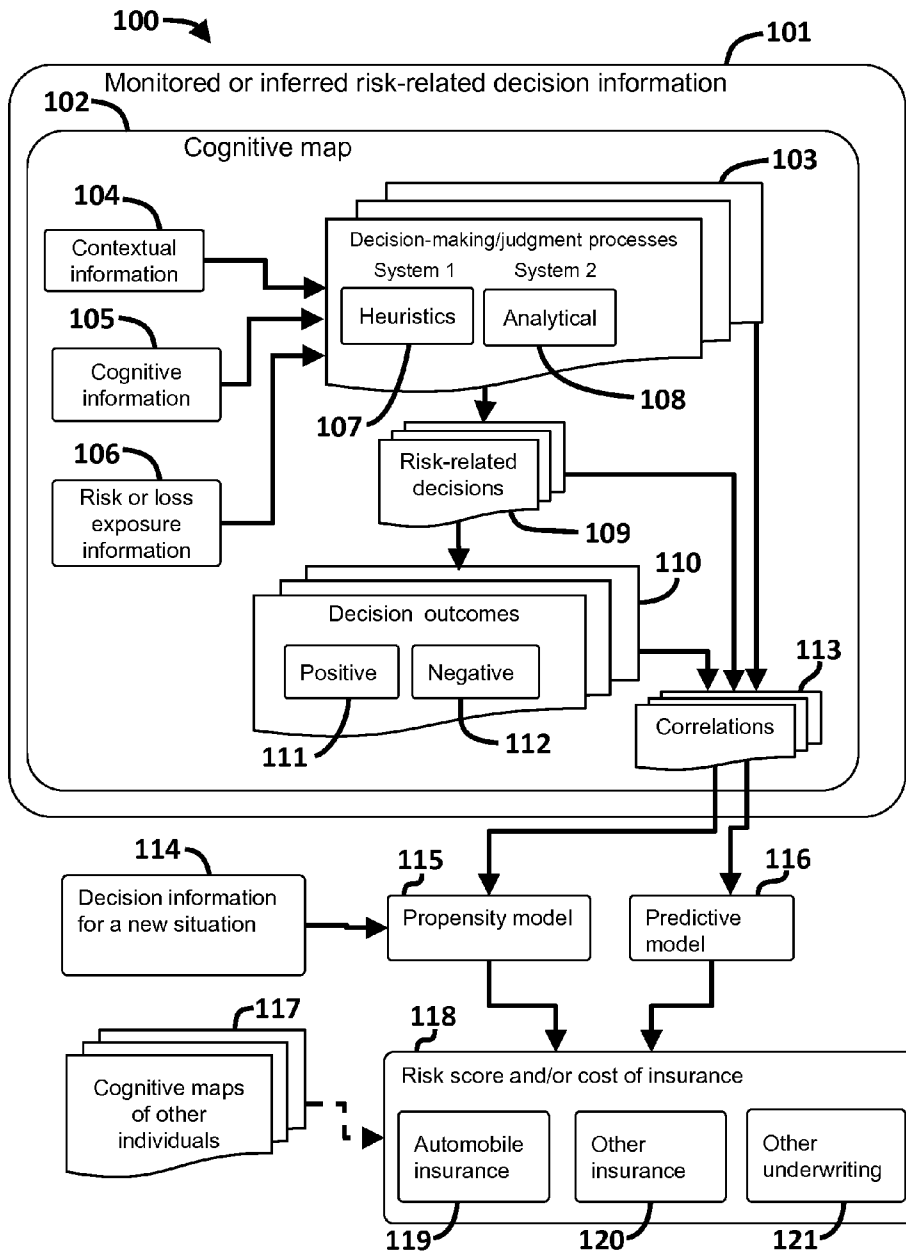 100
101
Monitored or inferred risk-related decision information
102
Cognitive map
103
104
Contextual
information
Decision-making/judgment processes
System 1
System 2
Heuristics
Analytical
105
Cognitive
information
107
108
106
Risk or loss
exposure
information
Risk-related
decisions
109
110
Decision outcomes
Positive
Negative
111
112
113
Correlations
114
Decision information
for a new situation
115
Propensity model
116
Predictive
model
117
Cognitive maps
of other
individuals
118
Risk score and/or cost of insurance
Automobile
insurance
Other
insurance
Other
underwriting
119
120
121